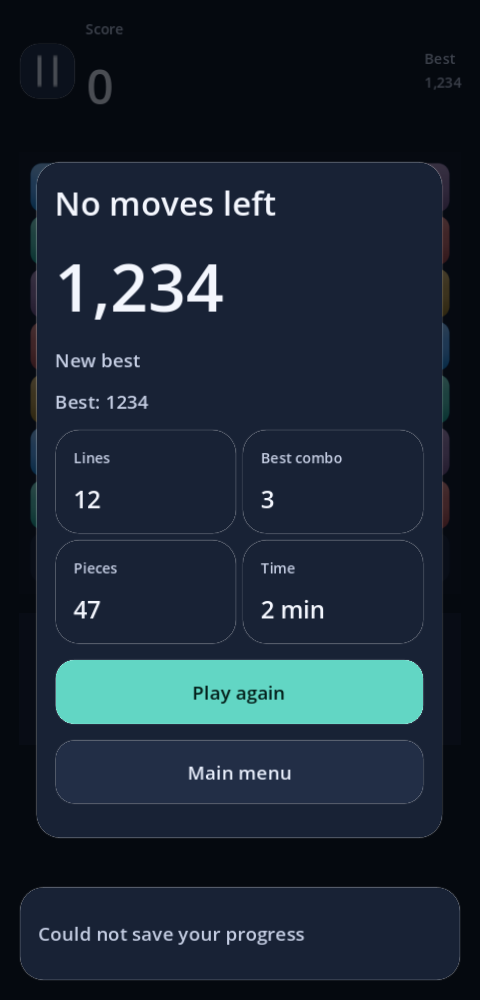 Score
0
Best
1,234
No moves left
1,234
New best
Best: 1234
Lines
12
Best combo
3
Pieces
47
Time
2 min
Play again
Main menu
Could not save your progress